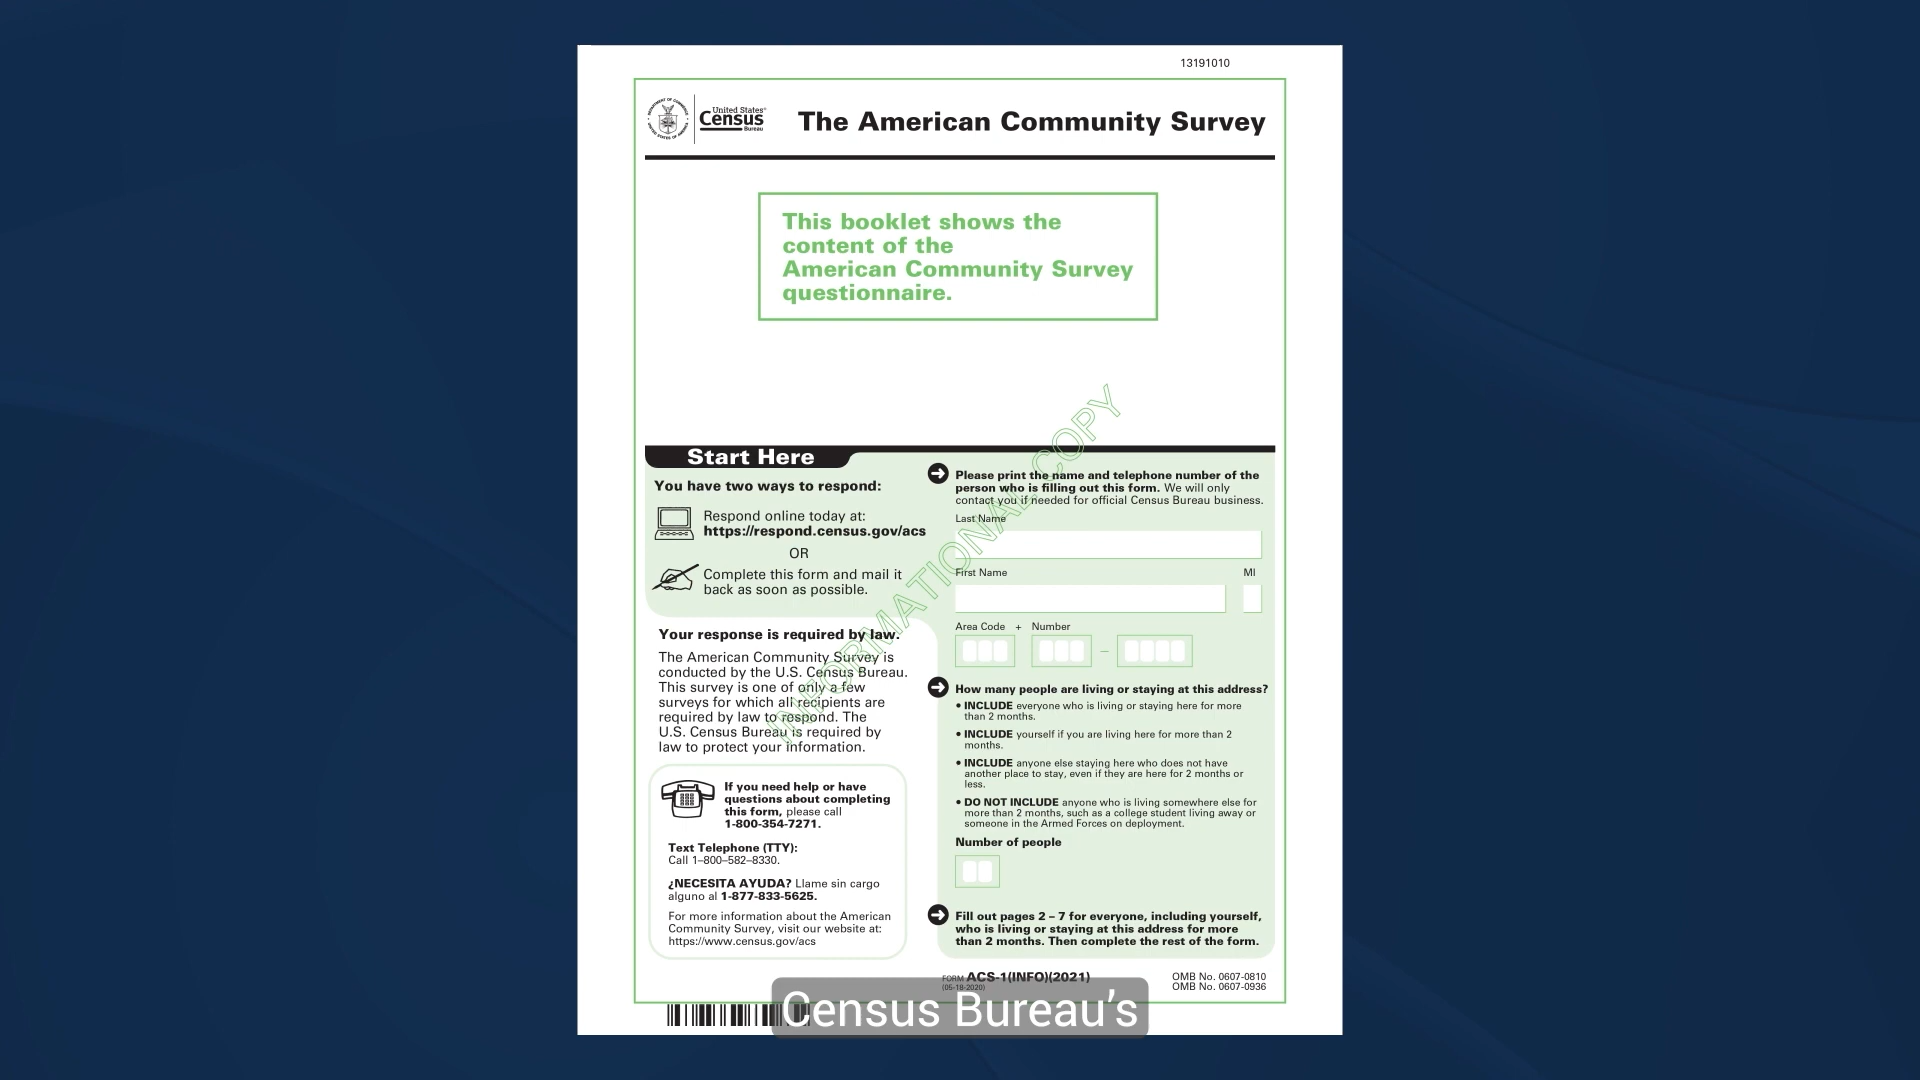 13191010
DEPARTMENT OF COMMERCE
UNITED STATES OF AMERICA
United States®
Census
Bureau
The American Community Survey
This booklet shows the
content of the
American Community Survey
questionnaire.
Start Here
You have two ways to respond:
Respond online today at:
https://respond.census.gov/acs
OR
Complete this form and mail it
back as soon as possible.
Your response is required by law.
The American Community Survey is
conducted by the U.S. Census Bureau.
This survey is one of only a few
surveys for which all recipients are
required by law to respond. The
U.S. Census Bureau is required by
law to protect your information.
If you need help or have
questions about completing
this form, please call
1-800-354-7271.
Text Telephone (TTY):
Call 1–800–582–8330.
¿NECESITA AYUDA? Llame sin cargo
alguno al 1-877-833-5625.
For more information about the American
Community Survey, visit our website at:
https://www.census.gov/acs
INFORMATIONAL COPY
Please print the name and telephone number of the
person who is filling out this form. We will only
contact you if needed for official Census Bureau business.
Last Name
First Name MI
Area Code + Number
–
How many people are living or staying at this address?
• INCLUDE everyone who is living or staying here for more
than 2 months.
• INCLUDE yourself if you are living here for more than 2
months.
• INCLUDE anyone else staying here who does not have
another place to stay, even if they are here for 2 months or
less.
• DO NOT INCLUDE anyone who is living somewhere else for
more than 2 months, such as a college student living away or
someone in the Armed Forces on deployment.
Number of people
Fill out pages 2 – 7 for everyone, including yourself,
who is living or staying at this address for more
than 2 months. Then complete the rest of the form.
FORM ACS-1(INFO)(2021)
(05-18-2020)
OMB No. 0607-0810
OMB No. 0607-0936
Census Bureau’s